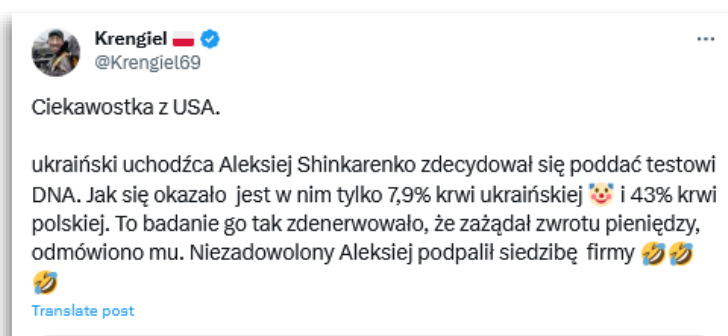 Krengiel 🇵🇱
@Krengiel69
...
Ciekawostka z USA.
ukraiński uchodźca Aleksiej Shinkarenko zdecydował się poddać testowi
DNA. Jak się okazało  jest w nim tylko 7,9% krwi ukraińskiej 🤡 i 43% krwi
polskiej. To badanie go tak zdenerwowało, że zażądał zwrotu pieniędzy,
odmówiono mu. Niezadowolony Aleksiej podpalił siedzibę  firmy 🤣🤣
🤣
Translate post